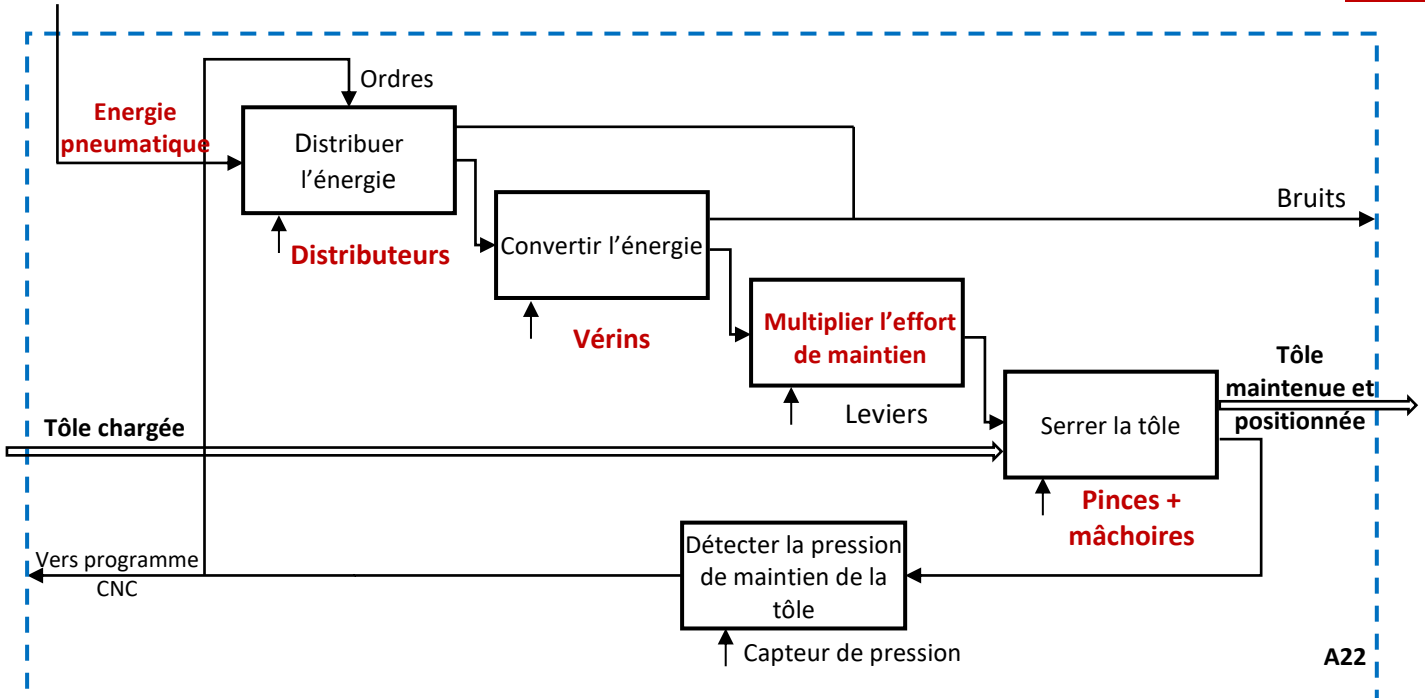 Ordres
Energie
pneumatique
Distribuer
l’énergie
Distributeurs
Bruits
Convertir l’énergie
Vérins
Multiplier l’effort
de maintien
Leviers
Tôle
maintenue et
positionnée
Tôle chargée
Serrer la tôle
Pinces +
mâchoires
Vers programme
CNC
Détecter la pression
de maintien de la
tôle
Capteur de pression
A22